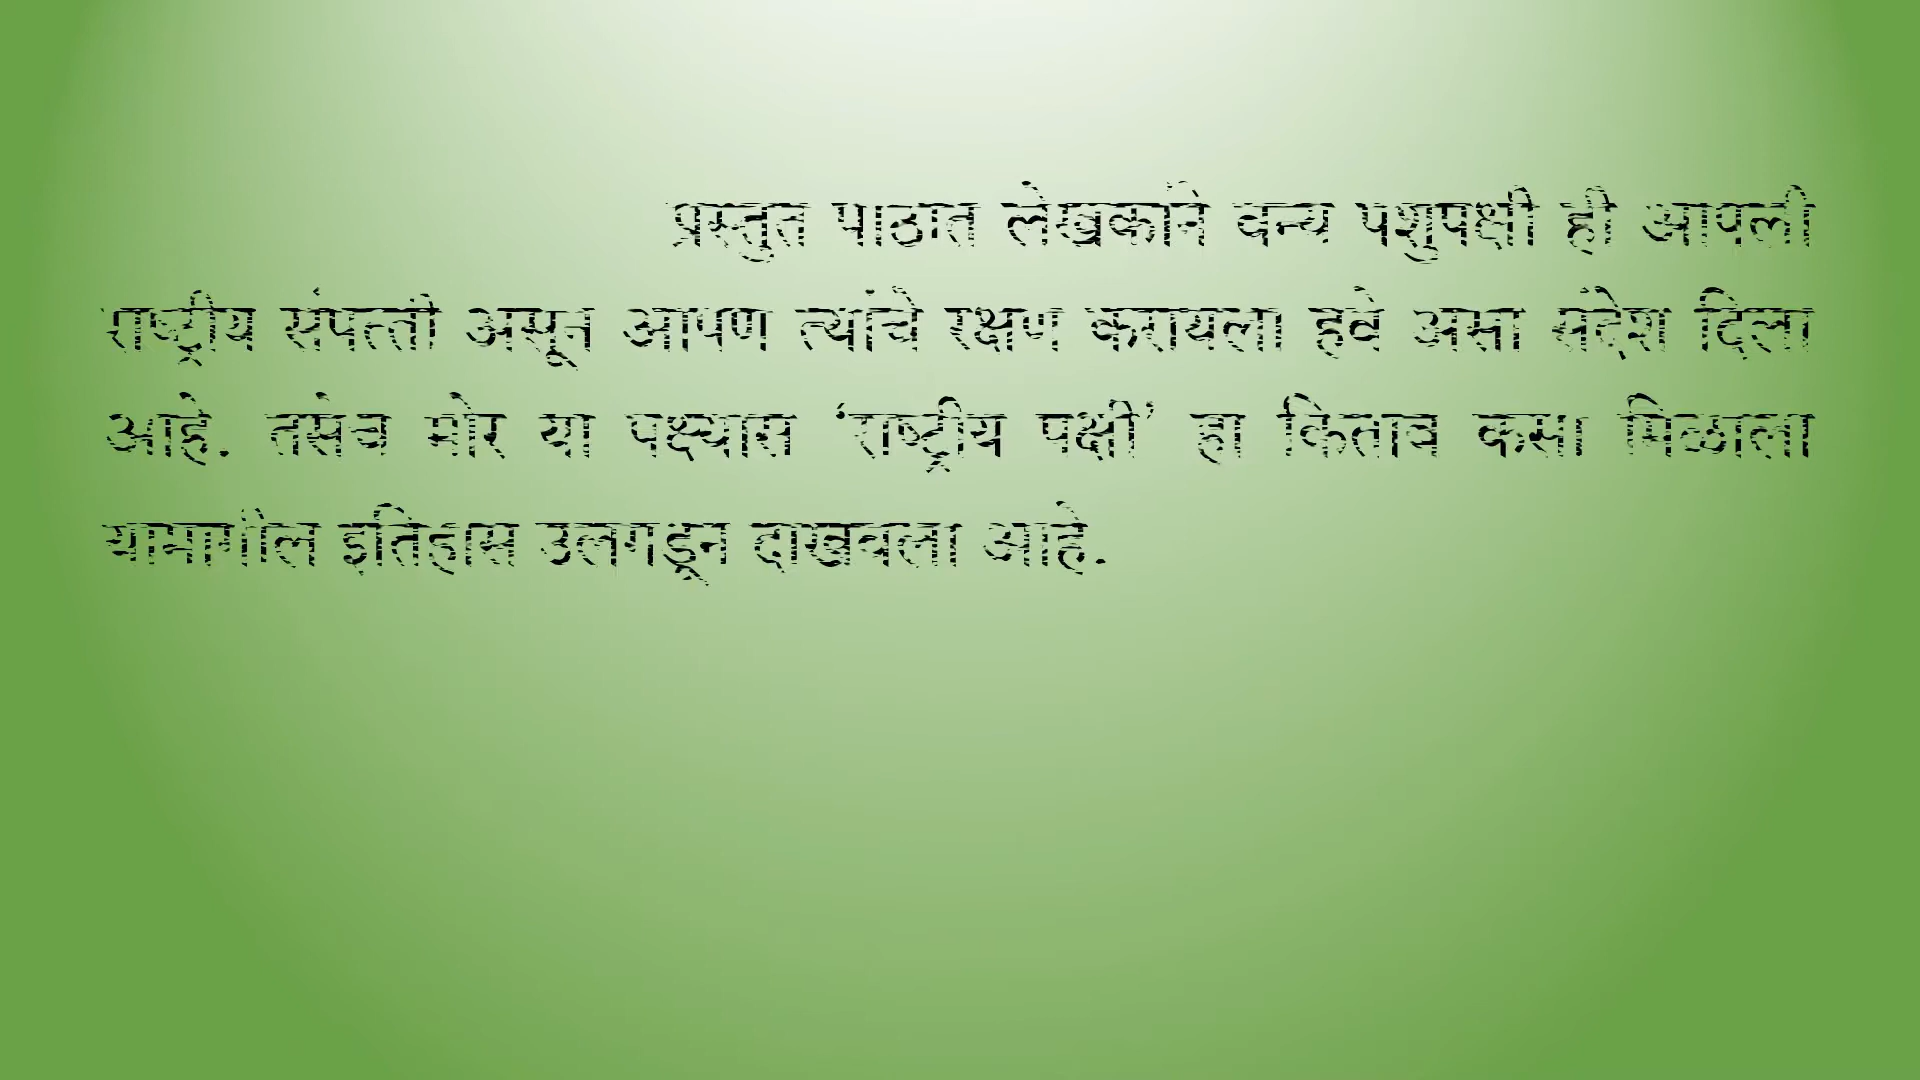 प्रस्तुत पाठात लेखकाने वन्य पशुपक्षी ही आपली
राष्ट्रीय संपत्ती असून आपण त्यांचे रक्षण करायला हवे असा संदेश दिला
आहे. तसेच मोर या पक्ष्यास ‘राष्ट्रीय पक्षी’ हा किताब कसा मिळाला
यामागील इतिहास उलगडून दाखवला आहे.